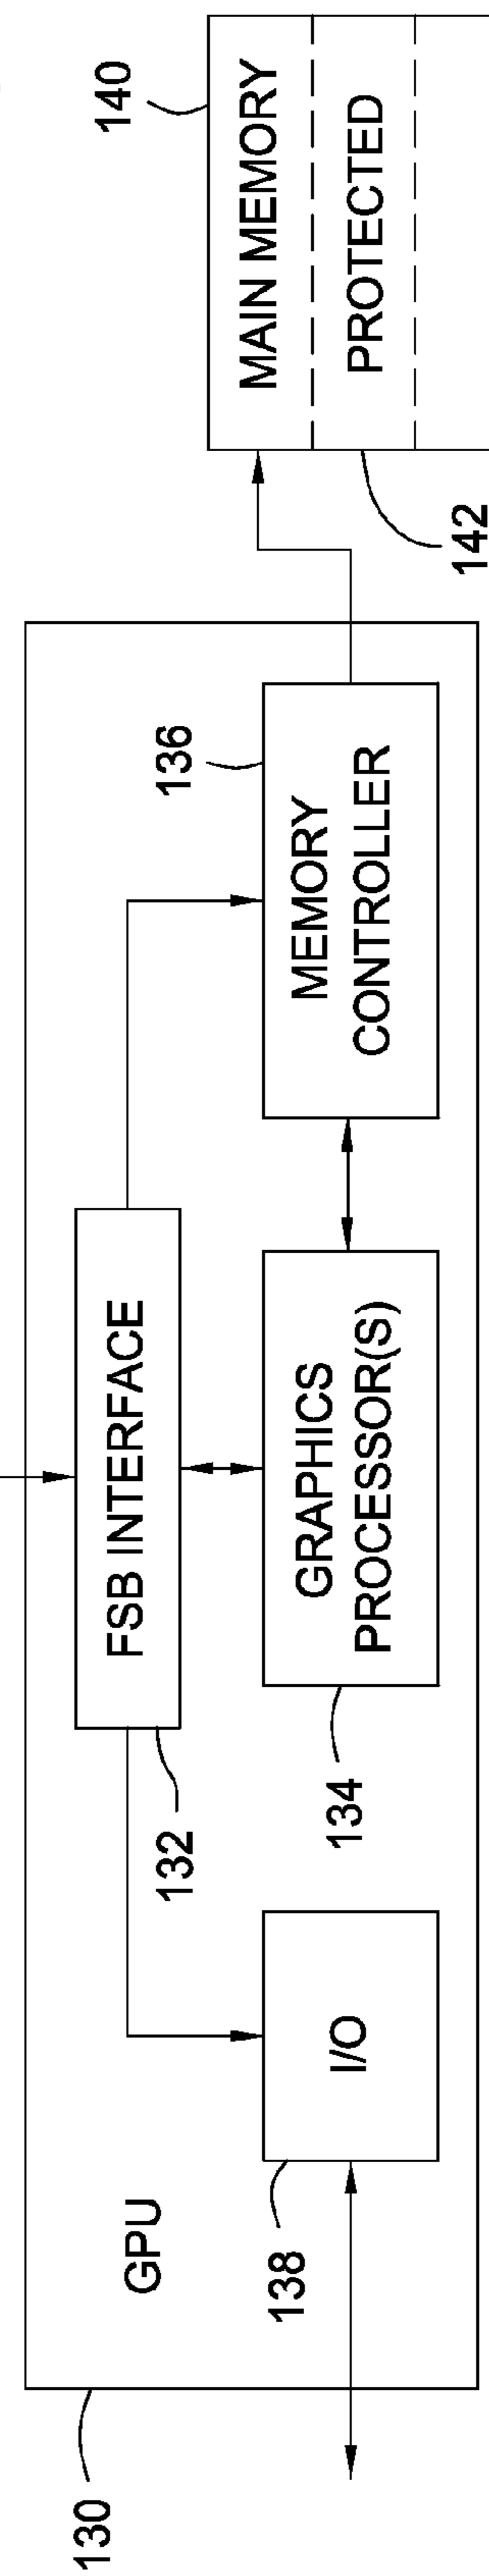 130
GPU
138
I/O
132
FSB INTERFACE
134
GRAPHICS
PROCESSOR(S)
136
MEMORY
CONTROLLER
140
MAIN MEMORY
PROTECTED
142